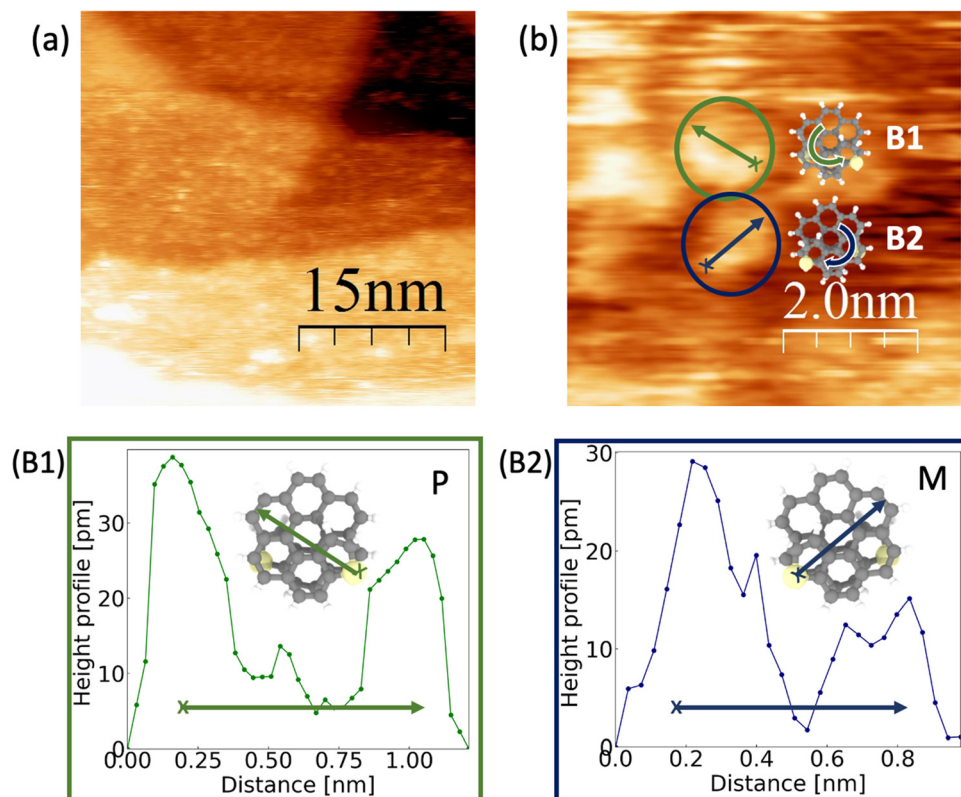 (a)
15nm
(b)
B1
B2
2.0nm
(B1)
P
Height profile [pm]
30
20
10
0
0.00 0.25 0.50 0.75 1.00
x
Distance [nm]
(B2)
M
Height profile [pm]
30
20
10
0
0.0 0.2 0.4 0.6 0.8
x
Distance [nm]